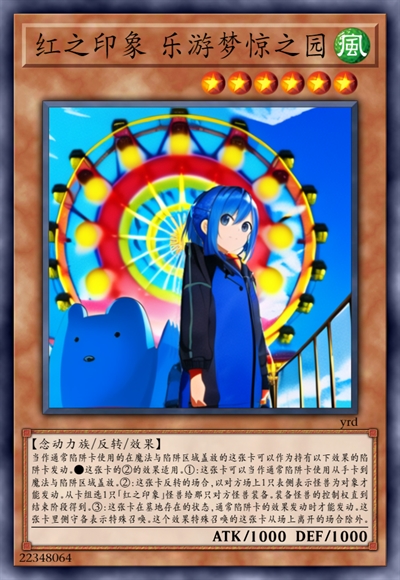 红之印象 乐游梦惊之园 風
yrd
【念动力族/反转/效果】
当作通常陷阱卡使用的在魔法与陷阱区域盖放的这张卡可以作为持有以下效果的陷
阱卡发动。●这张卡的②的效果适用。①:这张卡可以当作通常陷阱卡使用从手卡到
魔法与陷阱区域盖放。②:这张卡反转的场合,以对方场上1只表侧表示怪兽为对象才
能发动。从卡组选1只「红之印象」怪兽给那只对方怪兽装备。装备怪兽的控制权直到
结束阶段得到。③:这张卡在墓地存在的状态,通常陷阱卡的效果发动时才能发动。这
张卡里侧守备表示特殊召唤。这个效果特殊召唤的这张卡从场上离开的场合除外。
ATK/1000 DEF/1000
22348064